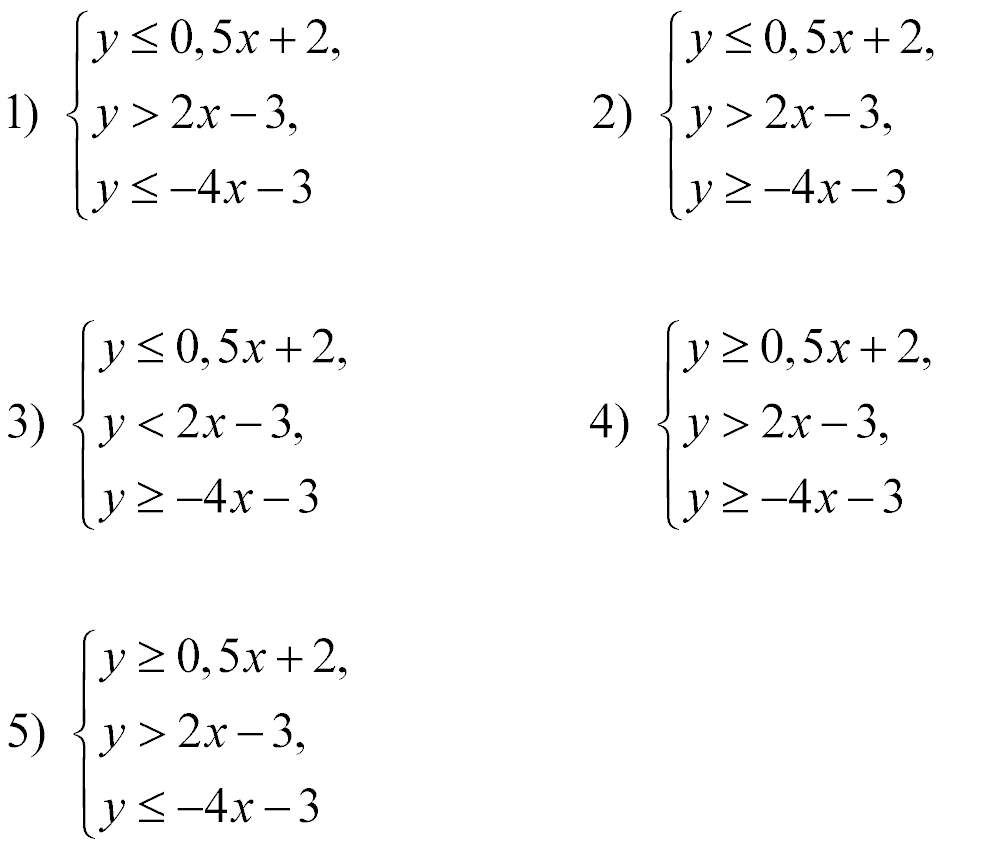 1) y ≤ 0,5x + 2,
y > 2x − 3,
y ≤ −4x − 3
2) y ≤ 0,5x + 2,
y > 2x − 3,
y ≥ −4x − 3
3) y ≤ 0,5x + 2,
y < 2x − 3,
y ≥ −4x − 3
4) y ≥ 0,5x + 2,
y > 2x − 3,
y ≥ −4x − 3
5) y ≥ 0,5x + 2,
y > 2x − 3,
y ≤ −4x − 3